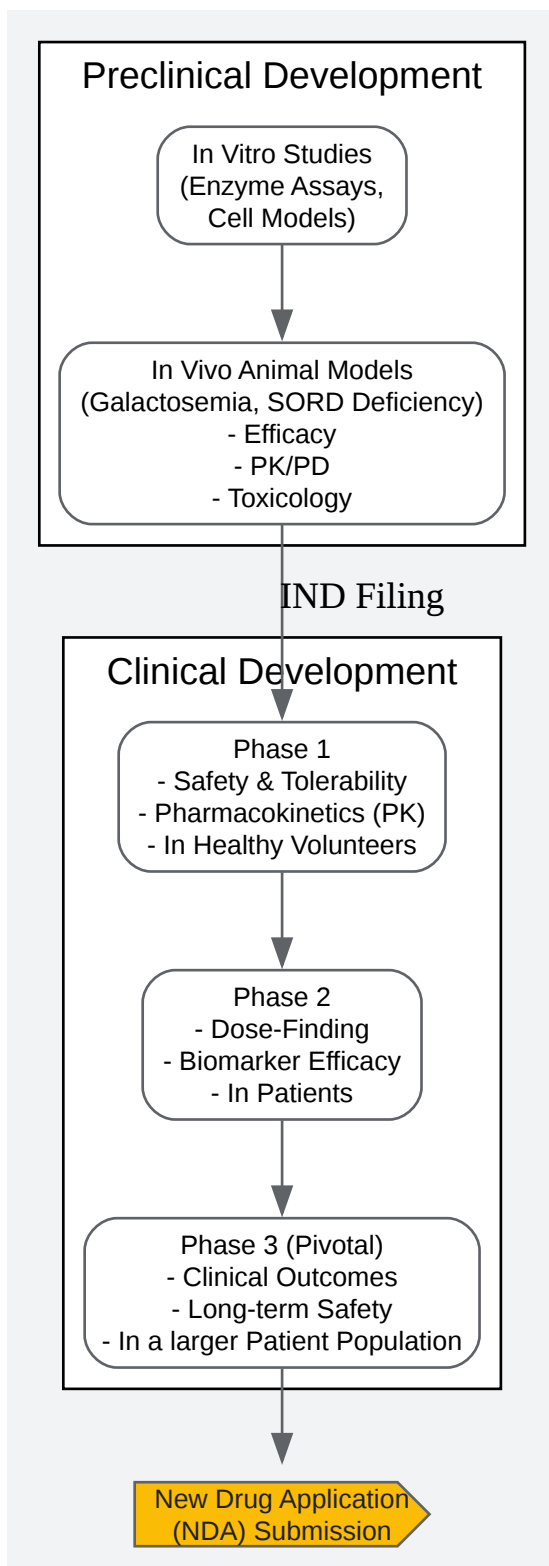 Preclinical Development
In Vitro Studies
(Enzyme Assays,
Cell Models)
In Vivo Animal Models
(Galactosemia, SORD Deficiency)
- Efficacy
- PK/PD
- Toxicology
IND Filing
Clinical Development
Phase 1
- Safety & Tolerability
- Pharmacokinetics (PK)
- In Healthy Volunteers
Phase 2
- Dose-Finding
- Biomarker Efficacy
- In Patients
Phase 3 (Pivotal)
- Clinical Outcomes
- Long-term Safety
- In a larger Patient Population
New Drug Application
(NDA) Submission